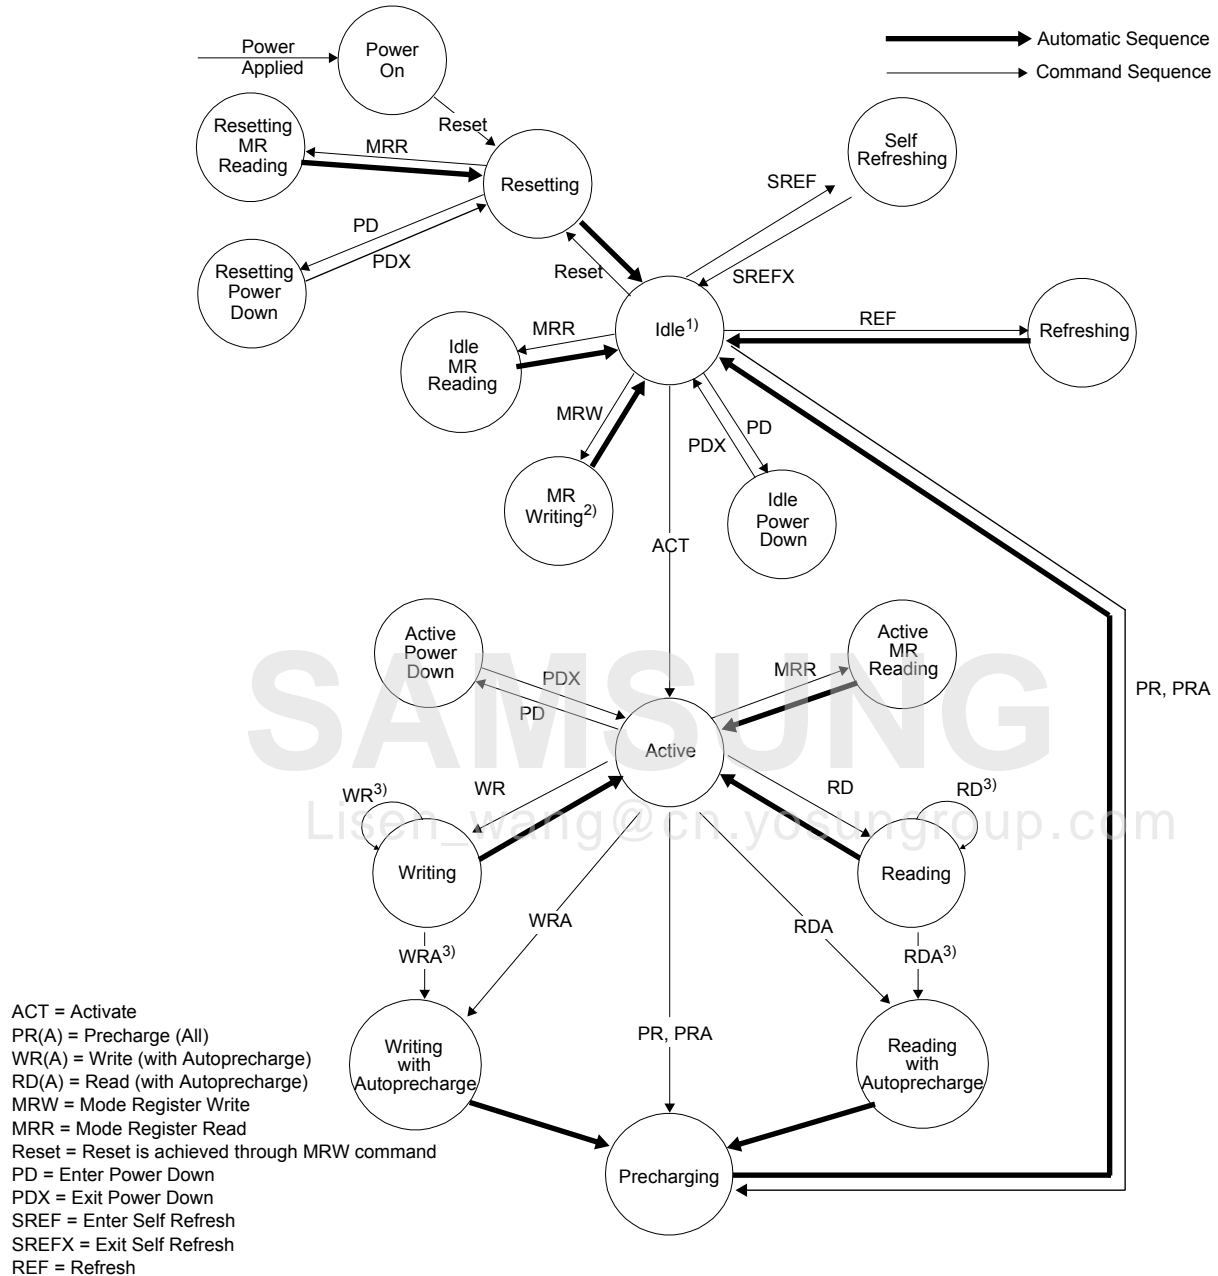 Power
Applied
Power
On
Automatic Sequence
Command Sequence
Reset
Resetting
MR
Reading
MRR
Resetting
Self
Refreshing
SREF
PD
PDX
Resetting
Power
Down
Reset
SREFX
Idle1)
REF
Refreshing
MRR
Idle
MR
Reading
MRW
PD
PDX
MR
Writing2)
Idle
Power
Down
ACT
Active
Power
Down
Active
MR
Reading
PDX
MRR
PD
PR, PRA
SAMSUNG
Active
WR3)
WR
RD
RD3)
Lisen_wang@cn.yosungroup.com
Writing
Reading
WRA
RDA
WRA3)
RDA3)
Writing
with
Autoprecharge
PR, PRA
Reading
with
Autoprecharge
Precharging
ACT = Activate
PR(A) = Precharge (All)
WR(A) = Write (with Autoprecharge)
RD(A) = Read (with Autoprecharge)
MRW = Mode Register Write
MRR = Mode Register Read
Reset = Reset is achieved through MRW command
PD = Enter Power Down
PDX = Exit Power Down
SREF = Enter Self Refresh
SREFX = Exit Self Refresh
REF = Refresh